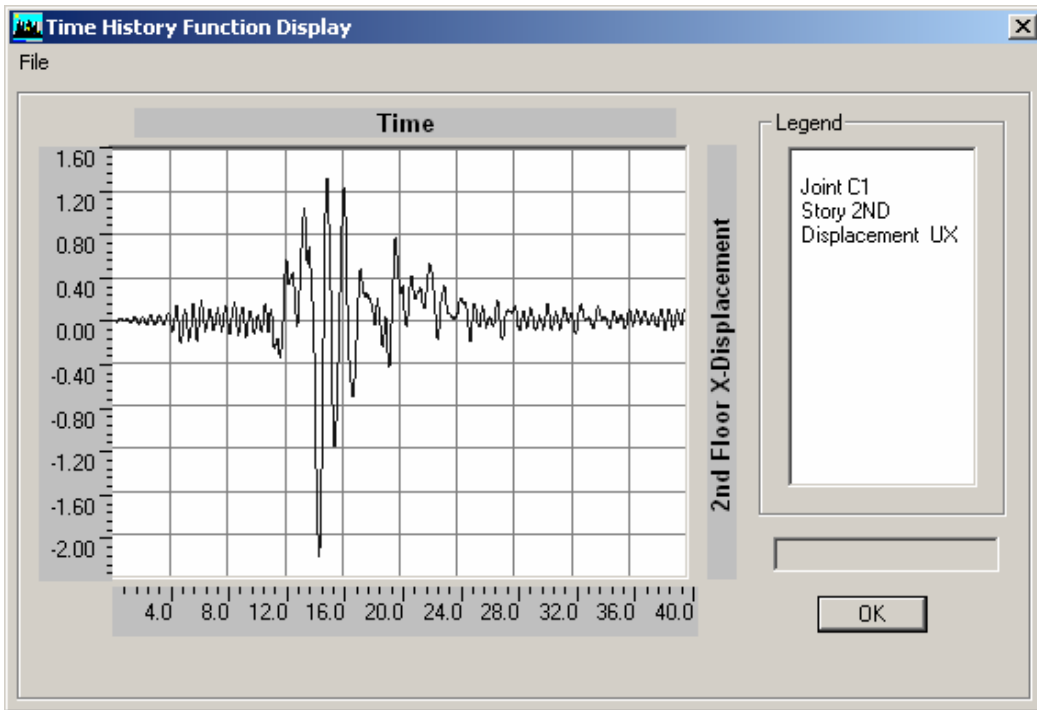 Time History Function Display
File
Time
1.60
1.20
0.80
0.40
0.00
-0.40
-0.80
-1.20
-1.60
-2.00
4.0 8.0 12.0 16.0 20.0 24.0 28.0 32.0 36.0 40.0
2nd Floor X-Displacement
Legend
Joint C1
Story 2ND
Displacement UX
OK